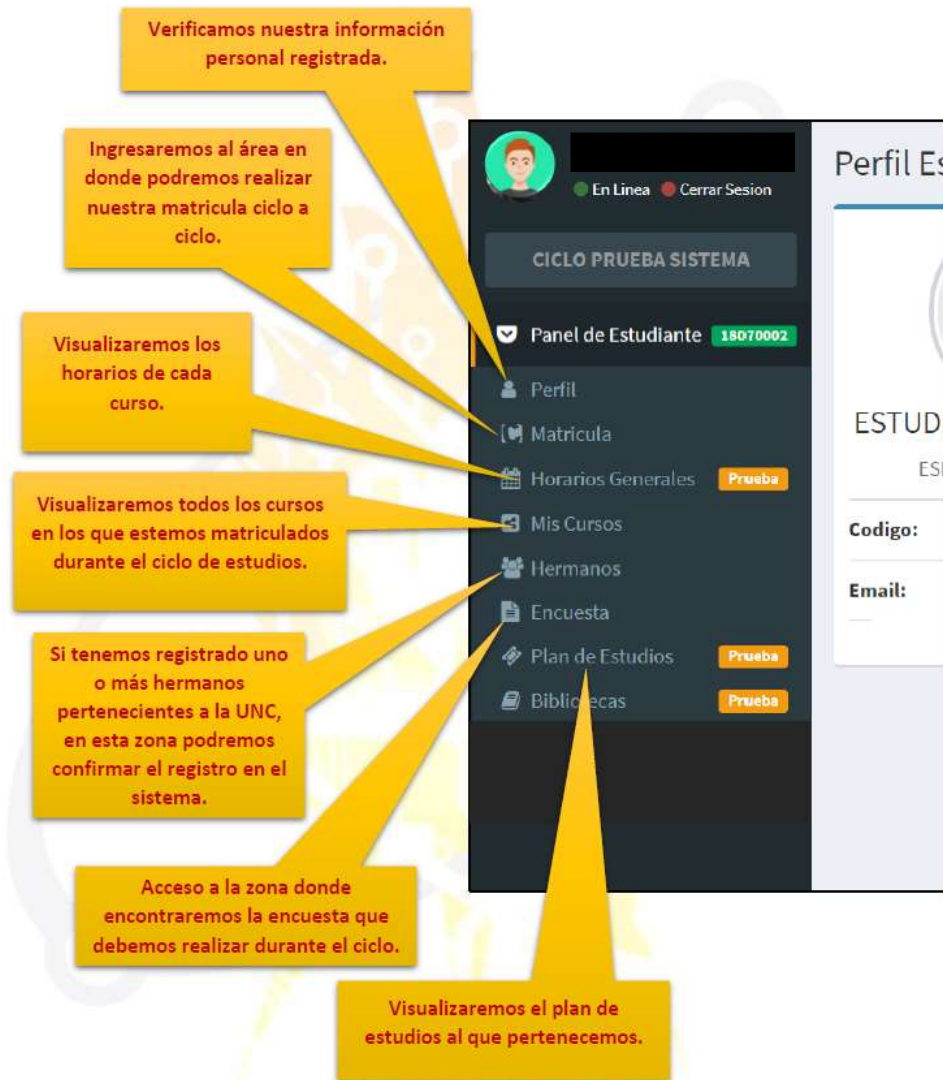 Verificamos nuestra información
personal registrada.
Ingresaremos al área en
donde podremos realizar
nuestra matricula ciclo a
ciclo.
Visualizaremos los
horarios de cada
curso.
Visualizaremos todos los cursos
en los que estemos matriculados
durante el ciclo de estudios.
Si tenemos registrado uno
o más hermanos
pertenecientes a la UNC,
en esta zona podremos
confirmar el registro en el
sistema.
Acceso a la zona donde
encontraremos la encuesta que
debemos realizar durante el ciclo.
Visualizaremos el plan de
estudios al que pertenecemos.
En Linea Cerrar Sesion
CICLO PRUEBA SISTEMA
Panel de Estudiante 18070002
Perfil
Matricula
Horarios Generales Prueba
Mis Cursos
Hermanos
Encuesta
Plan de Estudios Prueba
Bibliotecas Prueba
Perfil Es
ESTUD
ES
Codigo:
Email: